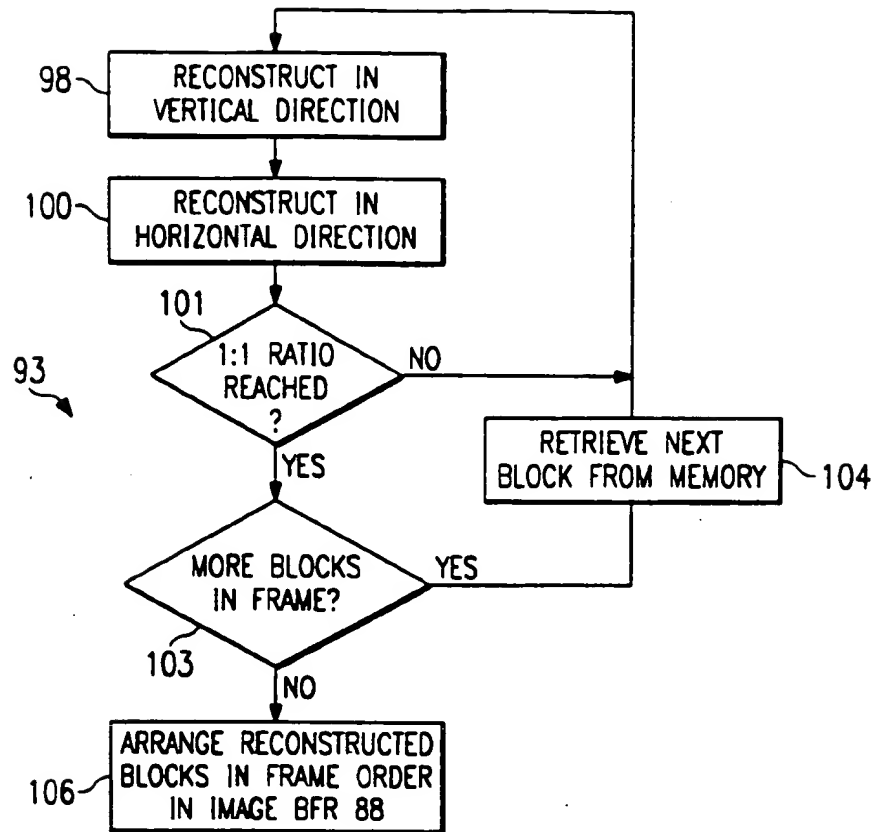 98
RECONSTRUCT IN
VERTICAL DIRECTION
100
RECONSTRUCT IN
HORIZONTAL DIRECTION
101
1:1 RATIO
REACHED
?
NO
YES
93
RETRIEVE NEXT
BLOCK FROM MEMORY
104
MORE BLOCKS
IN FRAME?
YES
103
NO
ARRANGE RECONSTRUCTED
BLOCKS IN FRAME ORDER
IN IMAGE BFR 88
106